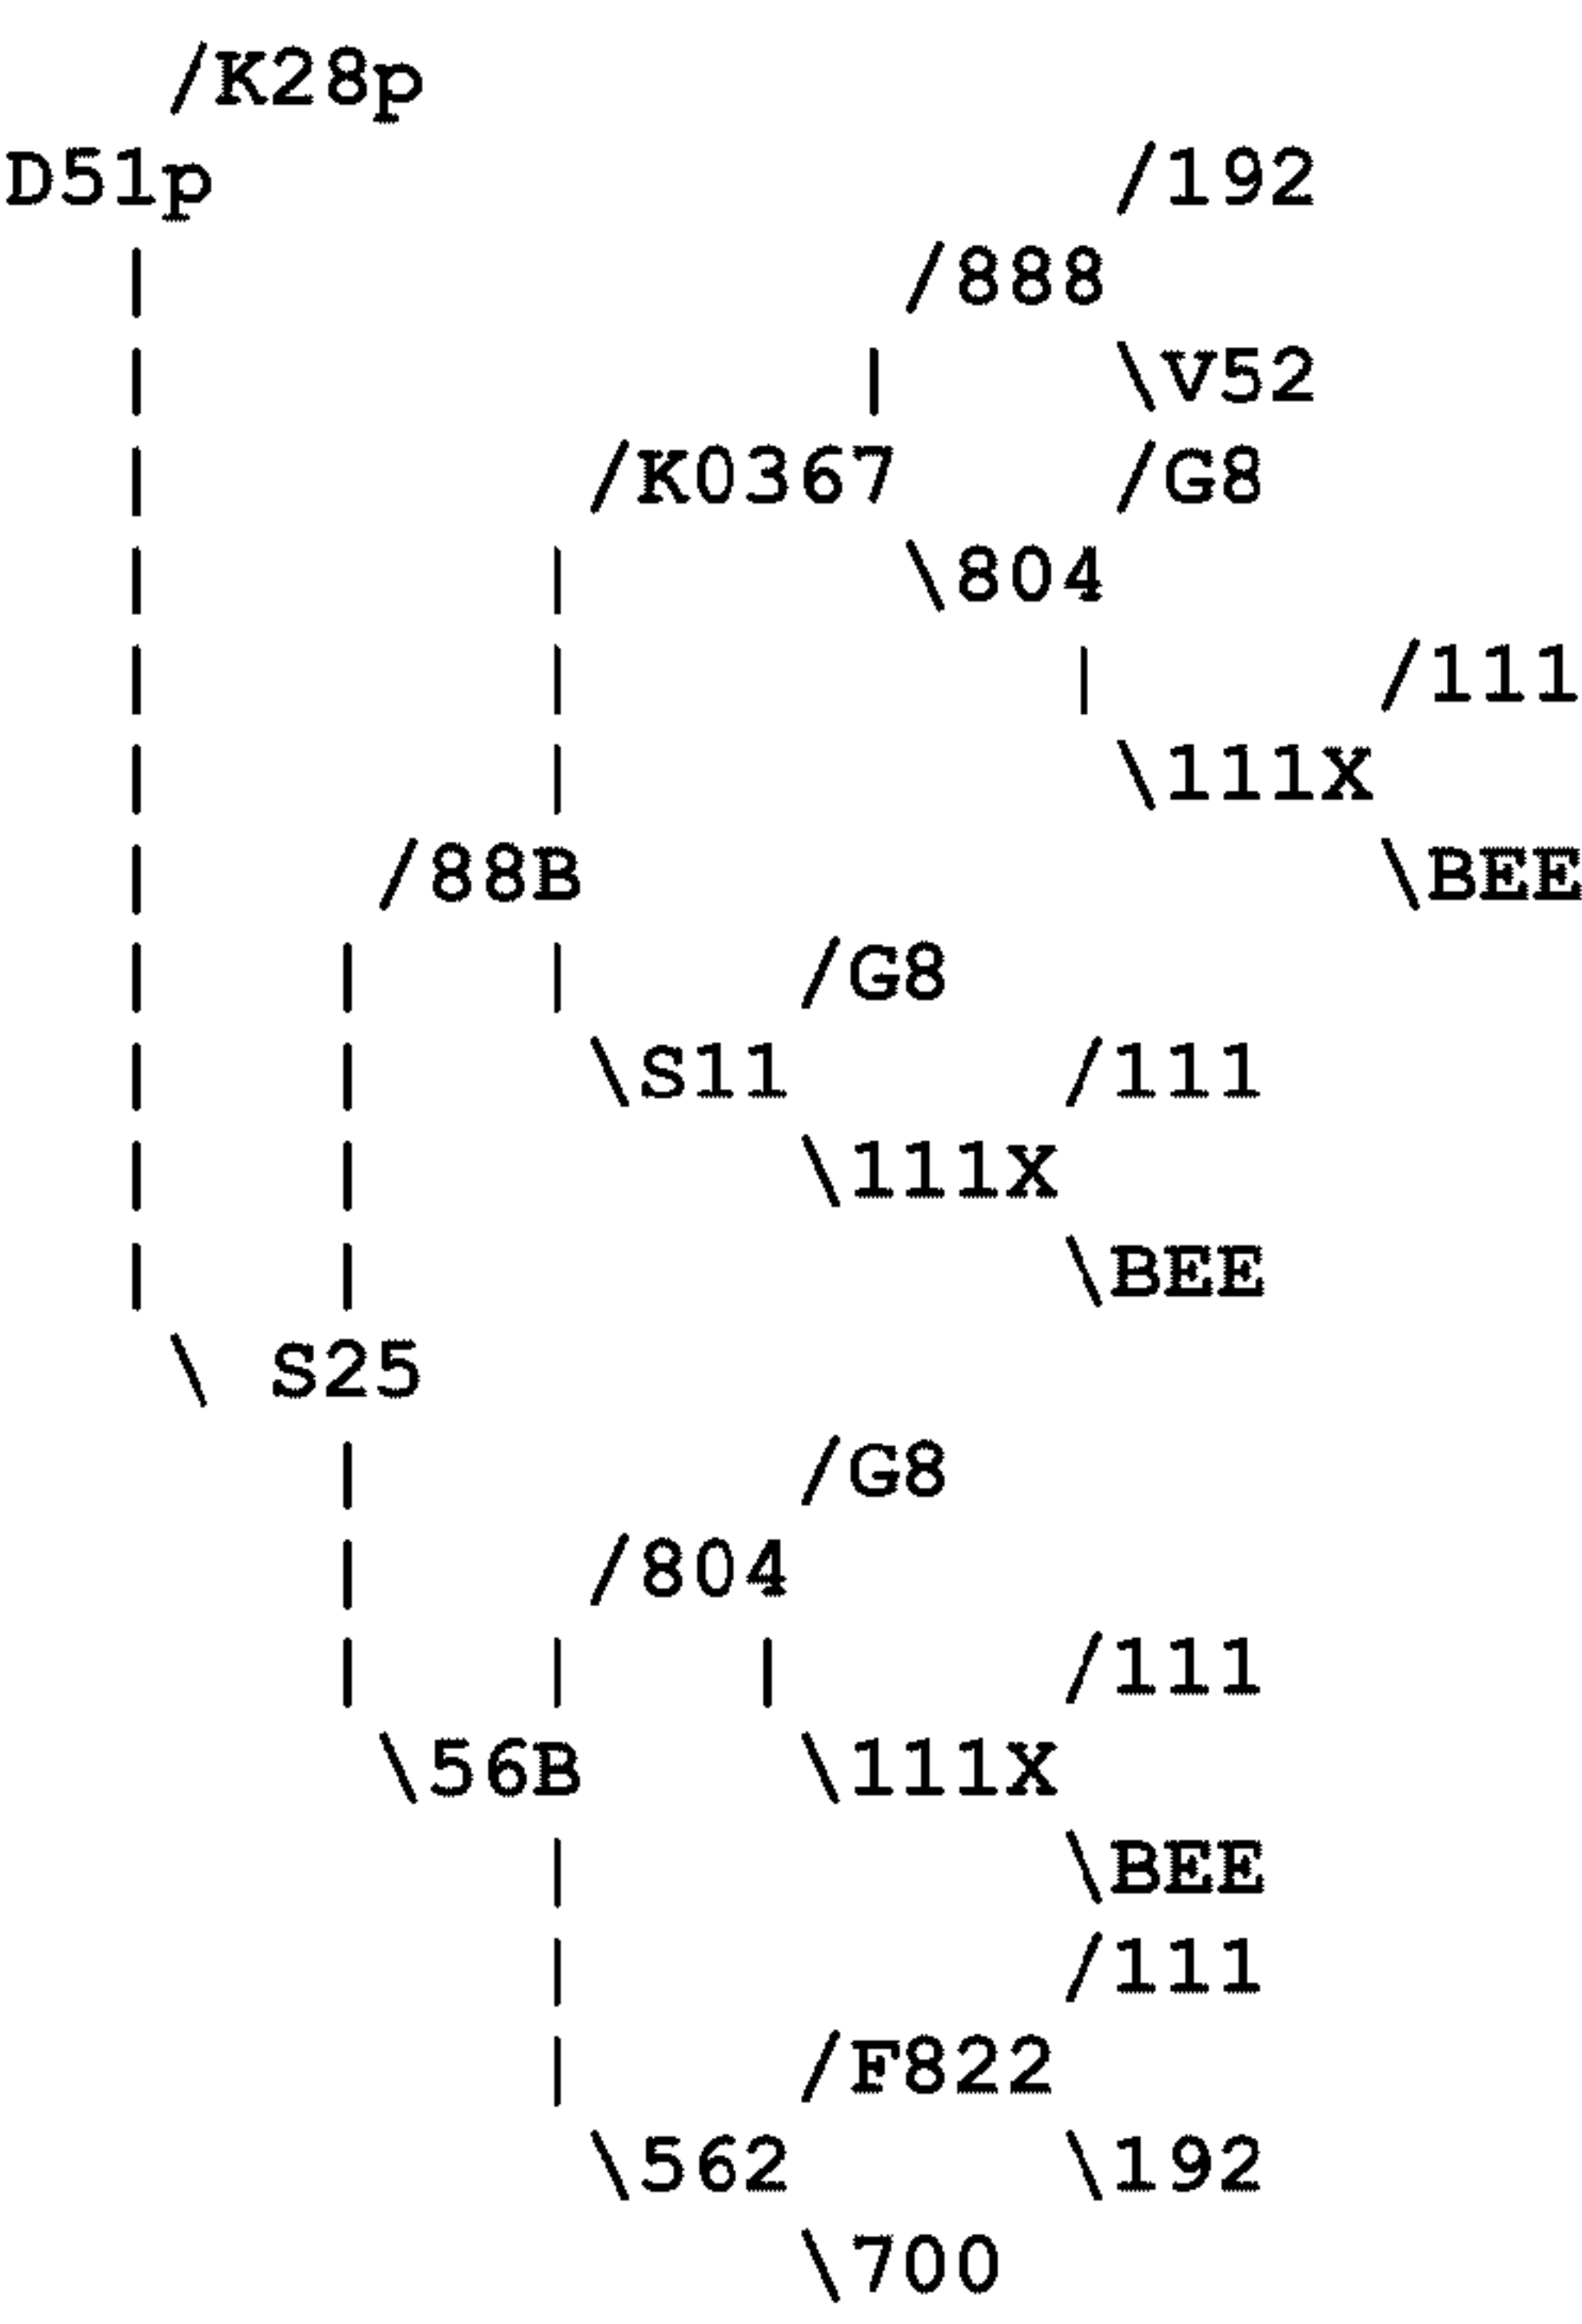 /K28p
D51p                 /192
  |              /888
  |             |    \V52
  |        /K0367    /G8
  |       |      \804
  |       |         |     /111
  |       |          \111X
  |    /88B               \BEE
  |   |   |    /G8
  |   |    \S11     /111
  |   |        \111X
  |   |             \BEE
   \ S25
      |        /G8
      |    /804
      |   |   |     /111
       \56B    \111X
          |         \BEE
          |         /111
          |    /F822
           \562     \192
               \700